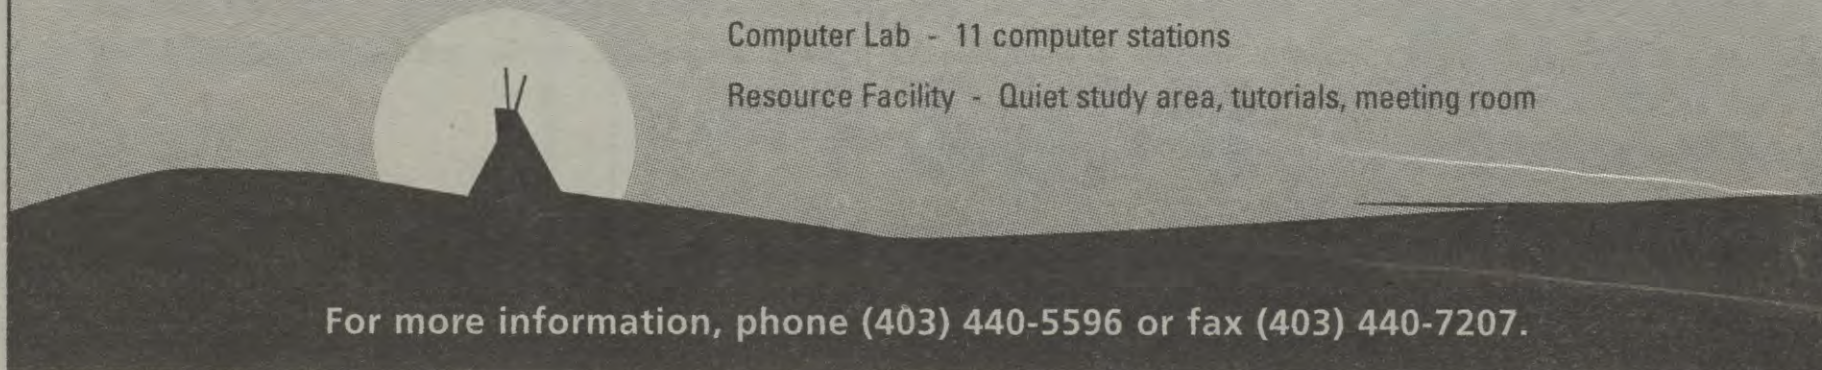 Computer Lab - 11 computer stations
Resource Facility - Quiet study area, tutorials, meeting room
For more information, phone (403) 440-5596 or fax (403) 440-7207.